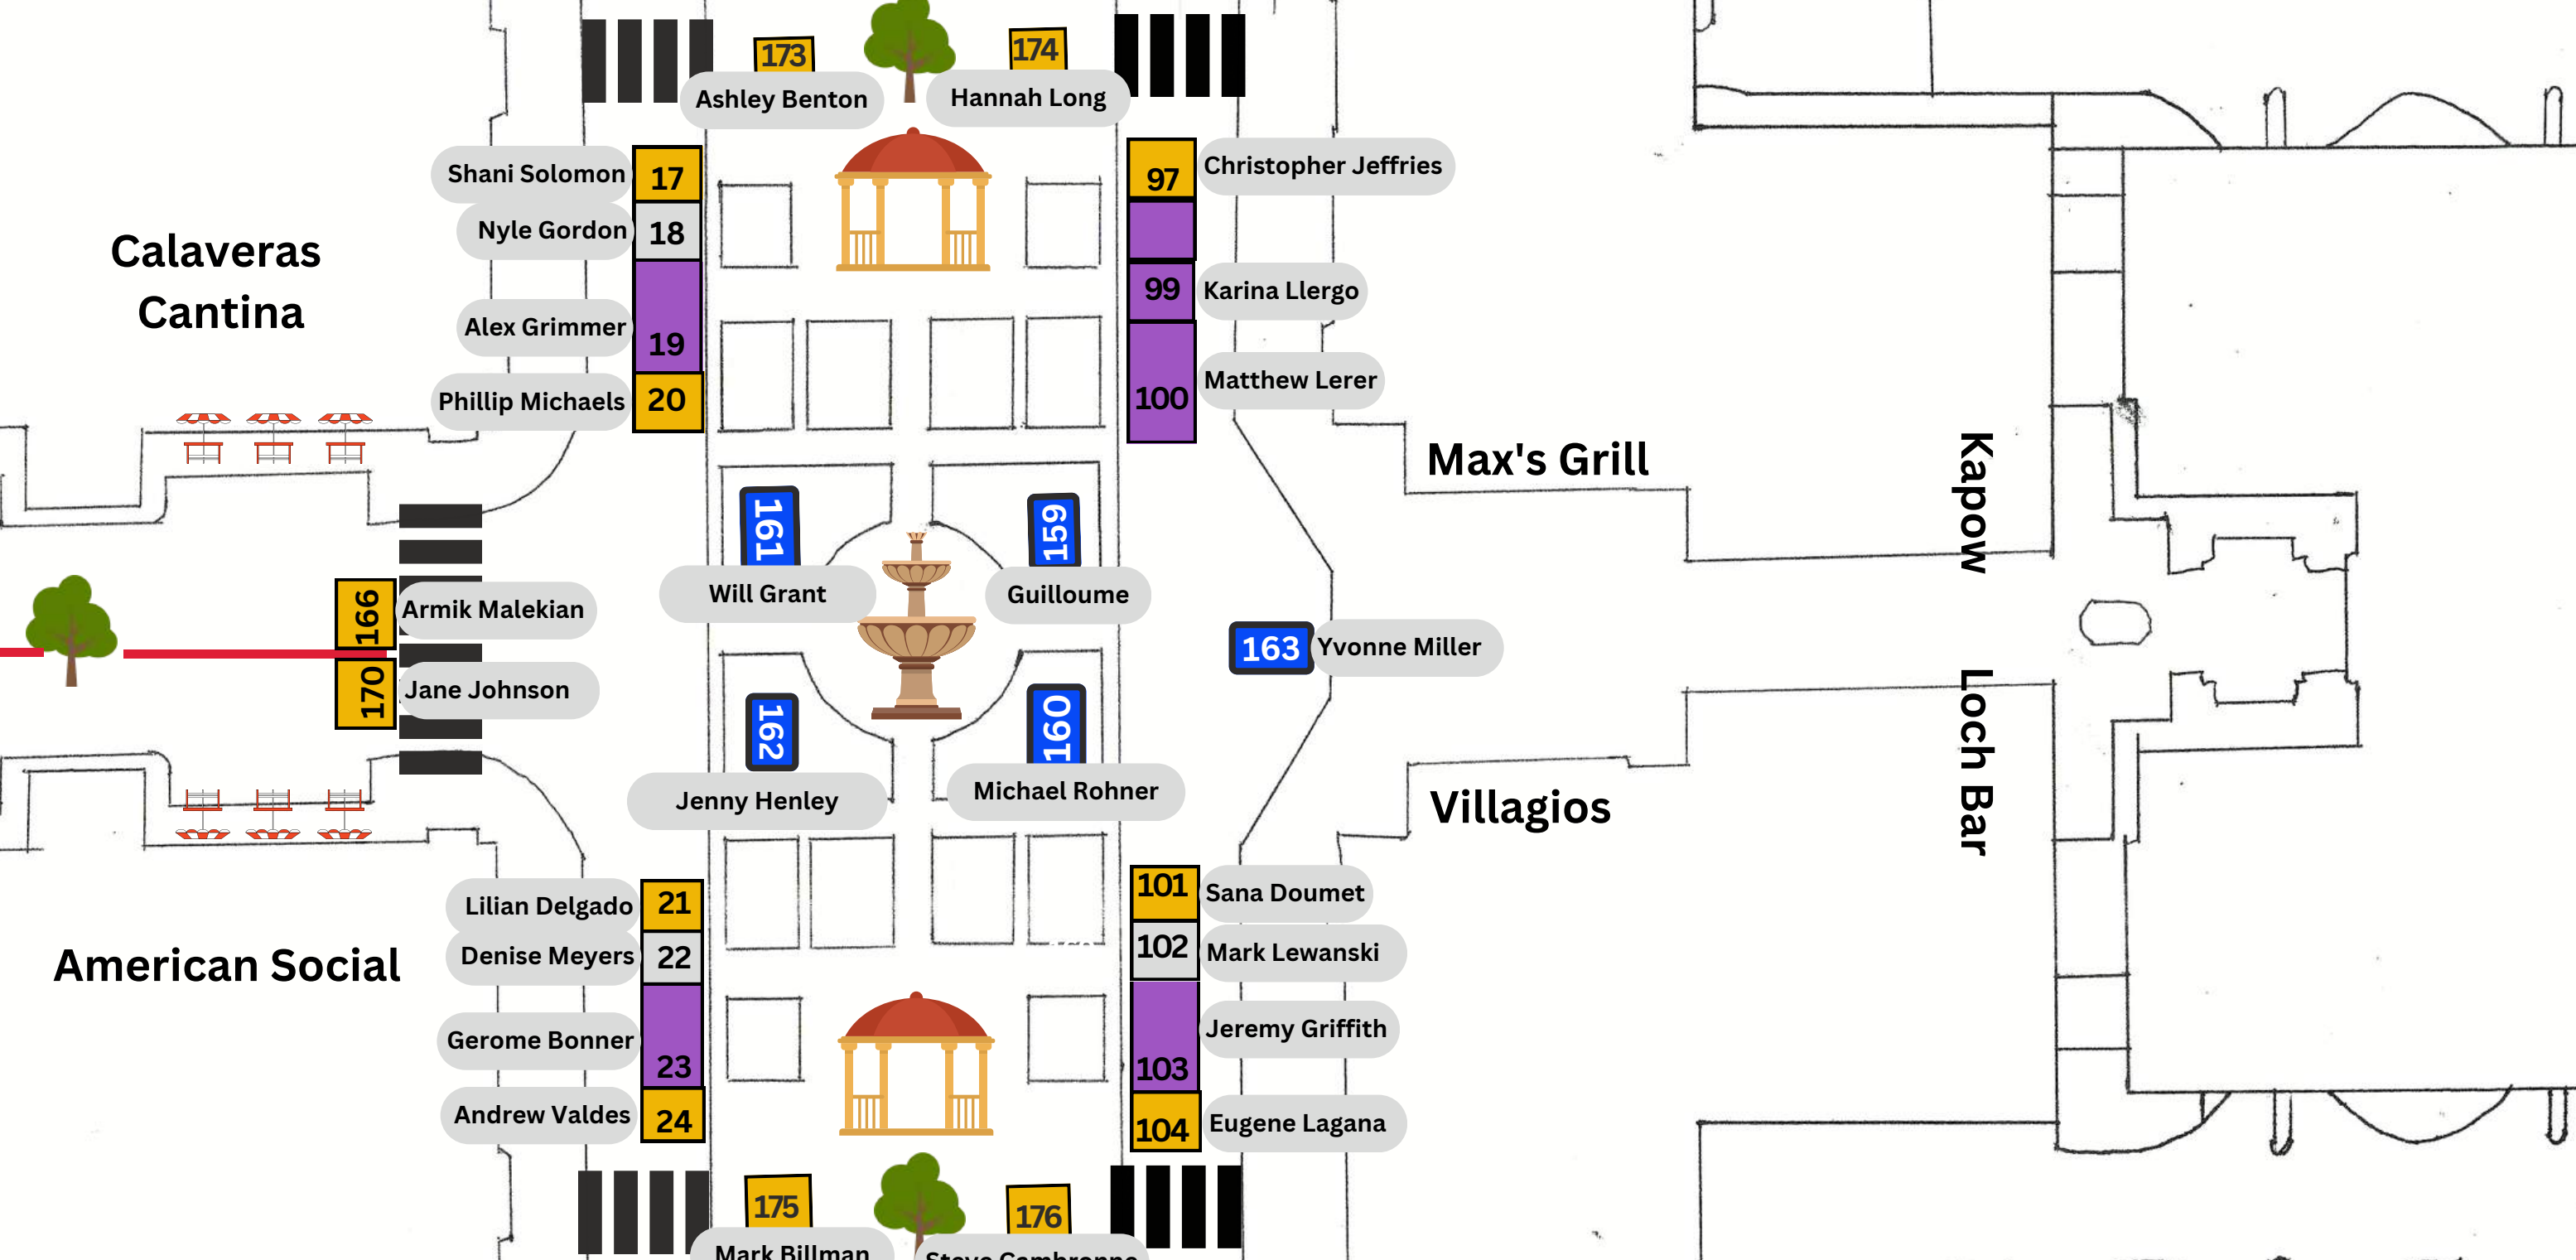 173
174
Ashley Benton
Hannah Long
Shani Solomon
17
97
Christopher Jeffries
Nyle Gordon
18
Calaveras
Cantina
99
Karina Llergo
Alex Grimmer
19
Matthew Lerer
100
Phillip Michaels
20
Max's Grill
Kapow
161
159
Will Grant
Guilloume
166
Armik Malekian
163
Yvonne Miller
170
Jane Johnson
162
160
Jenny Henley
Michael Rohner
Villagios
Loch Bar
21
Lilian Delgado
101
Sana Doumet
Denise Meyers
22
102
Mark Lewanski
American Social
Gerome Bonner
23
Jeremy Griffith
103
Andrew Valdes
24
104
Eugene Lagana
175
176
Mark Billman
Steve Cambronne